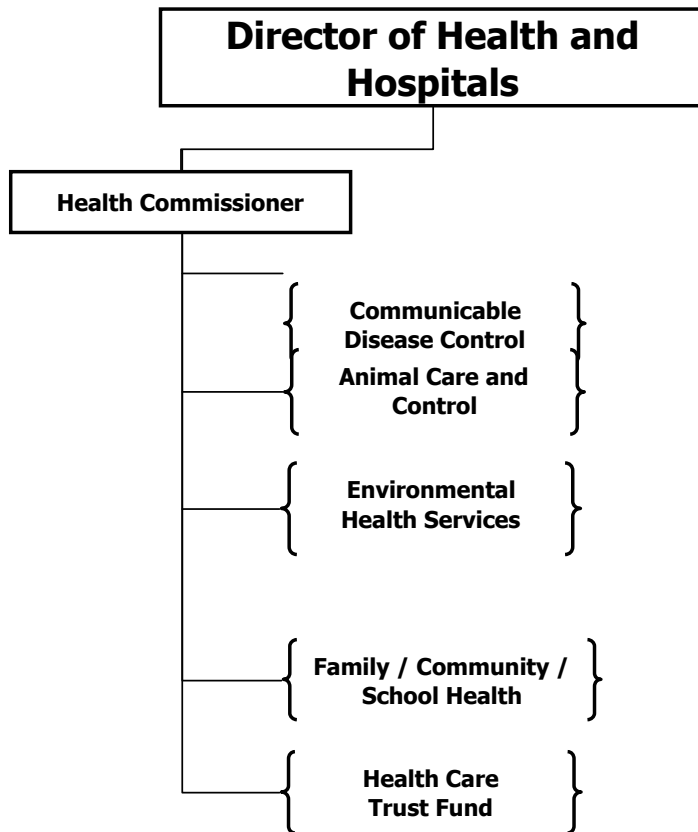 Director of Health and
Hospitals
Health Commissioner
Communicable
Disease Control
Animal Care and
Control
Environmental
Health Services
Family / Community /
School Health
Health Care
Trust Fund